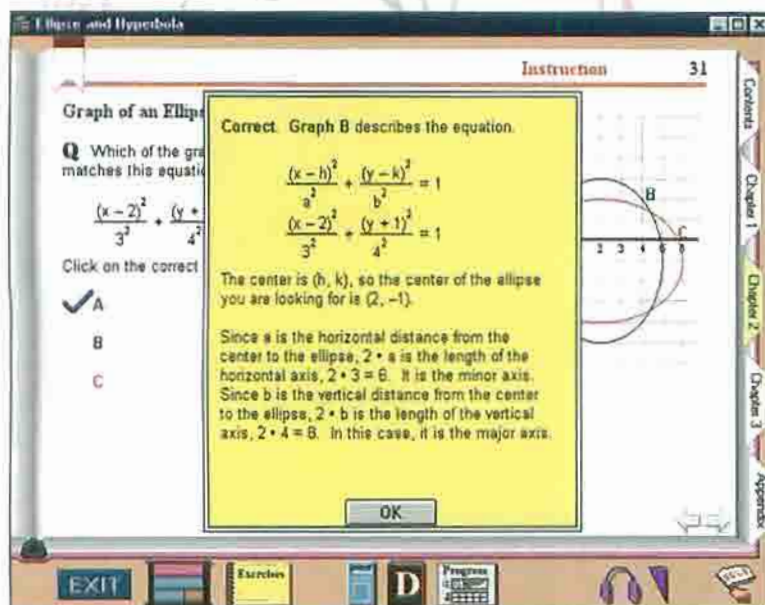 Ellipse and Hyperbola
Instruction 31
Graph of an Ellip
Q Which of the gra
matches this equati
(x – 2)² / 3² + (y + / 4²
Click on the correct
A
B
C
Correct. Graph B describes the equation.
(x – h)² / a² + (y – k)² / b² = 1
(x – 2)² / 3² + (y + 1)² / 4² = 1
The center is (h, k), so the center of the ellipse
you are looking for is (2, –1).
Since a is the horizontal distance from the
center to the ellipse, 2 • a is the length of the
horizontal axis, 2 • 3 = 6. It is the minor axis.
Since b is the vertical distance from the center
to the ellipse, 2 • b is the length of the vertical
axis, 2 • 4 = 8. In this case, it is the major axis.
OK
B
C
2 3 4 5 6
Contents
Chapter 1
Chapter 2
Chapter 3
Appendix
EXIT
Exercises
D
Progress